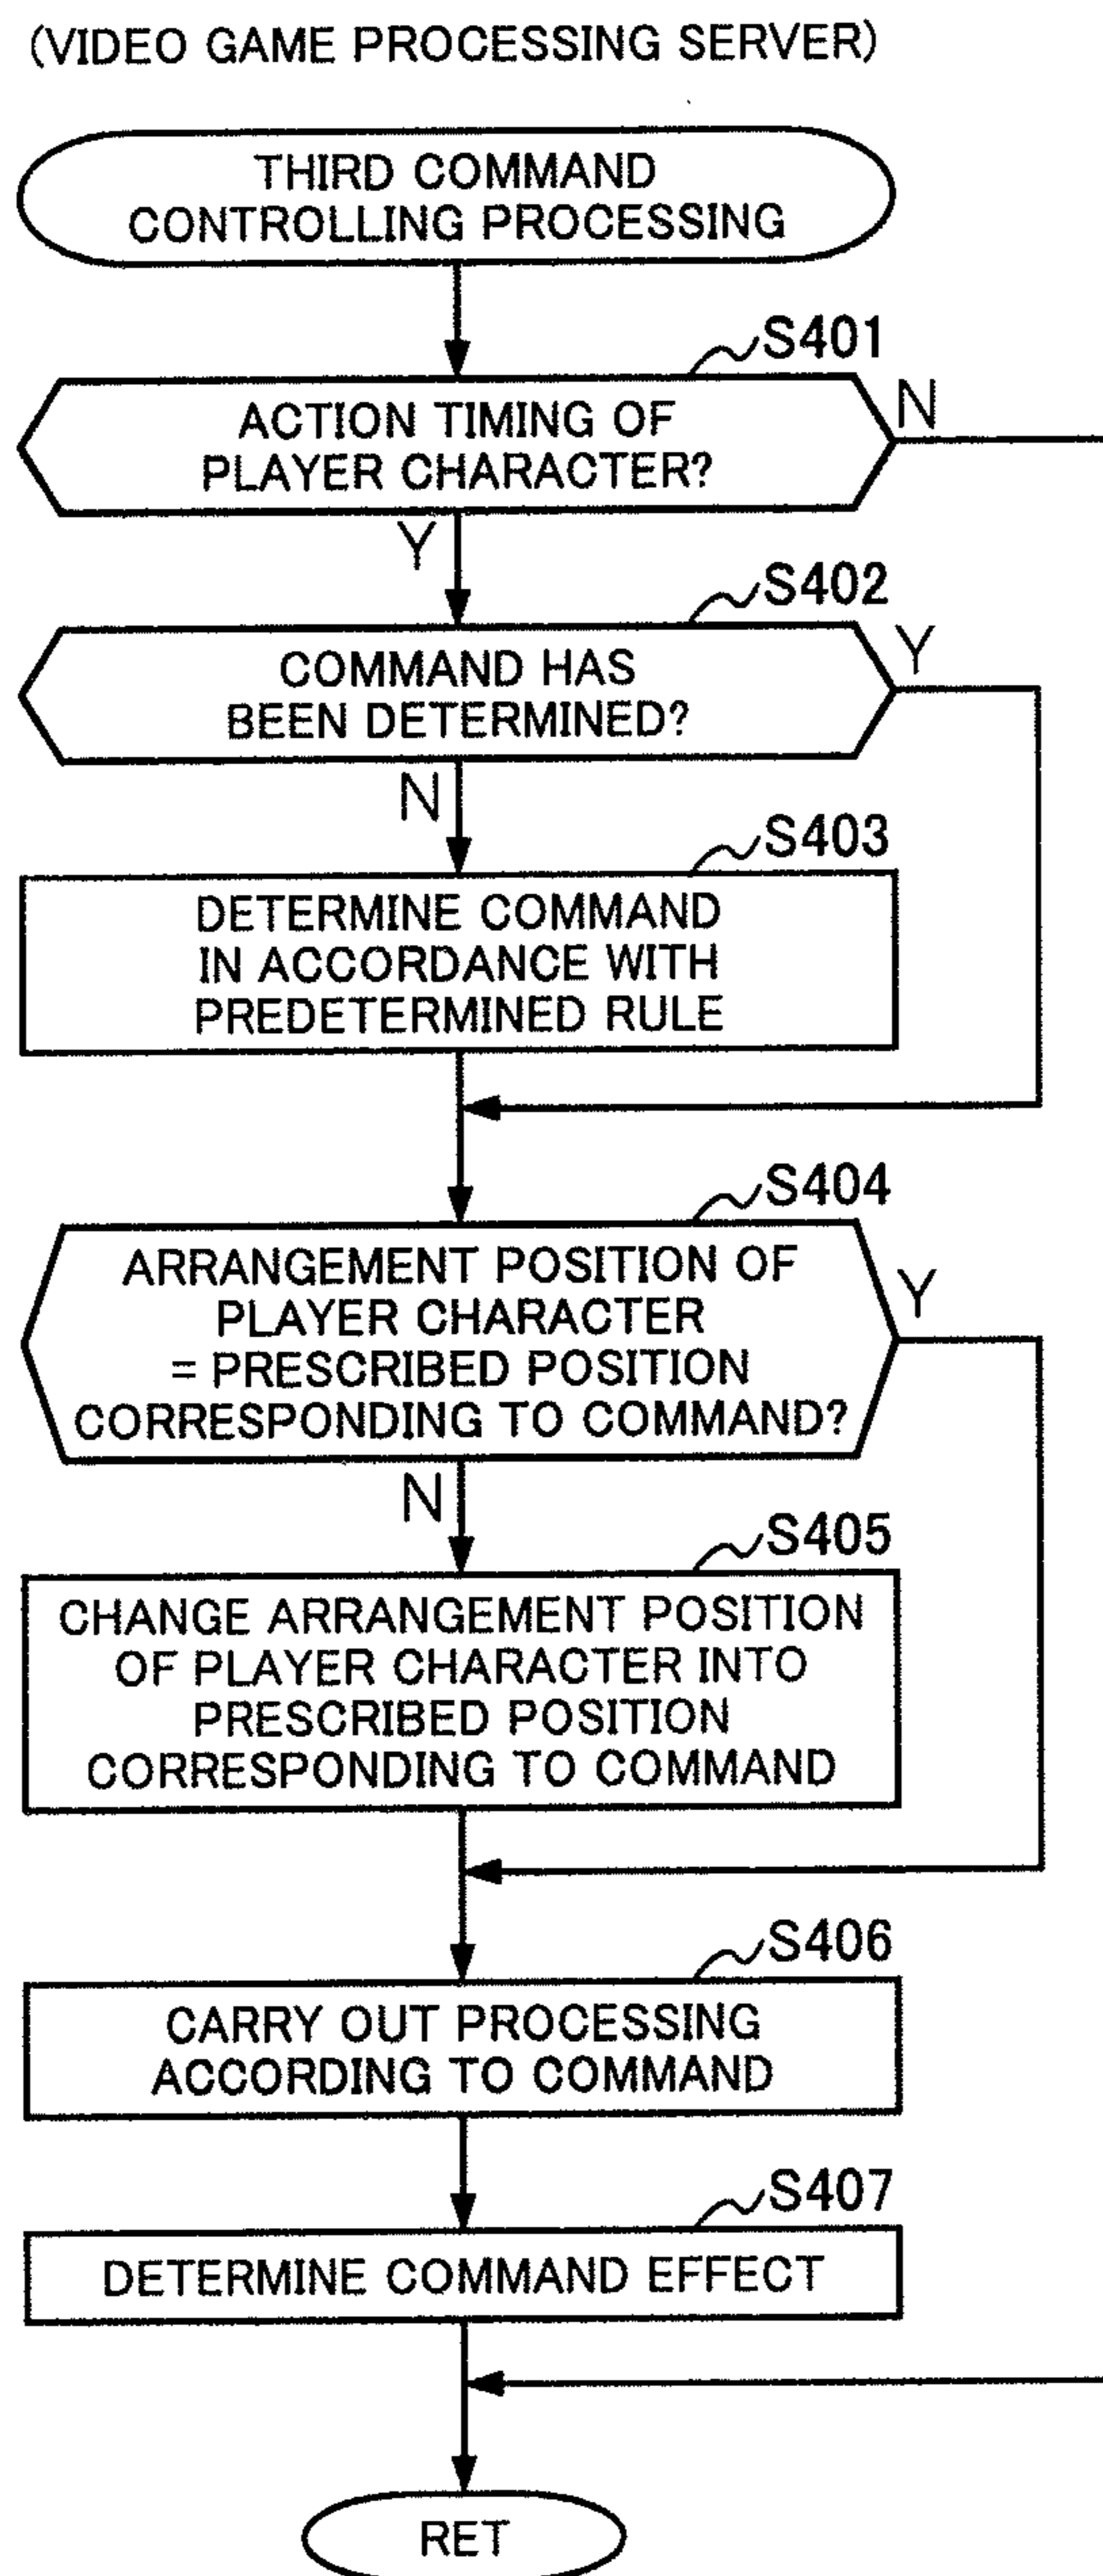 (VIDEO GAME PROCESSING SERVER)
THIRD COMMAND
CONTROLLING PROCESSING
S401
ACTION TIMING OF
PLAYER CHARACTER?
N
Y
S402
COMMAND HAS
BEEN DETERMINED?
Y
N
S403
DETERMINE COMMAND
IN ACCORDANCE WITH
PREDETERMINED RULE
S404
ARRANGEMENT POSITION OF
PLAYER CHARACTER
= PRESCRIBED POSITION
CORRESPONDING TO COMMAND?
Y
N
S405
CHANGE ARRANGEMENT POSITION
OF PLAYER CHARACTER INTO
PRESCRIBED POSITION
CORRESPONDING TO COMMAND
S406
CARRY OUT PROCESSING
ACCORDING TO COMMAND
S407
DETERMINE COMMAND EFFECT
RET